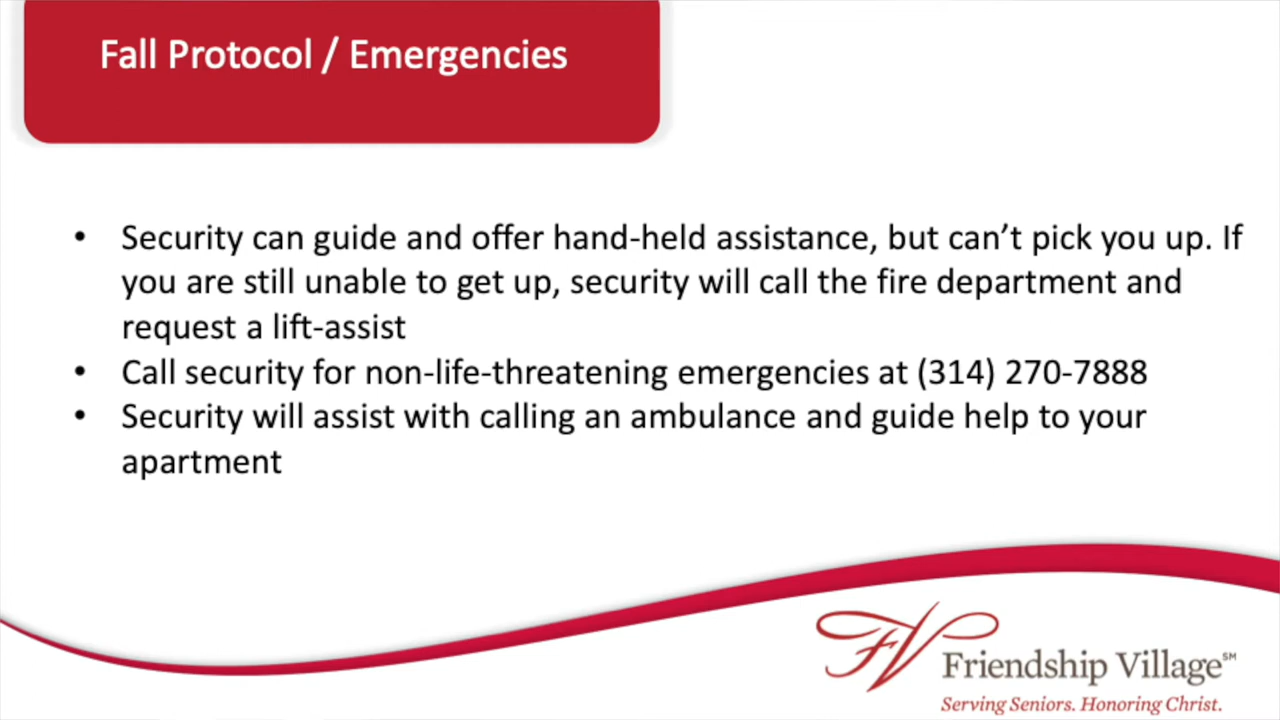 Fall Protocol / Emergencies
• Security can guide and offer hand-held assistance, but can’t pick you up. If
you are still unable to get up, security will call the fire department and
request a lift-assist
• Call security for non-life-threatening emergencies at (314) 270-7888
• Security will assist with calling an ambulance and guide help to your
apartment
FV
Friendship Village℠
Serving Seniors. Honoring Christ.